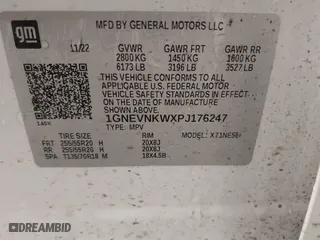 gm
MFD BY GENERAL MOTORS LLC
11/22 GVWR GAWR FRT GAWR RR
2800 KG 1450 KG 1600 KG
6173 LB 3196 LB 3527 LB
THIS VEHICLE CONFORMS TO ALL APPLICABLE
U.S. FEDERAL MOTOR VEHICLE SAFETY
STANDARDS IN EFFECT ON THE DATE OF
MANUFACTURE SHOWN ABOVE.
1GNEVNKWXPJ176247
TYPE: MPV MODEL:
TIRE SIZE RIM
FRT 255/55R20 H 20X8J
RR 255/55R20 H 20X8J
SPA T135/70R18 M 18X4.5B
STAT.VIN